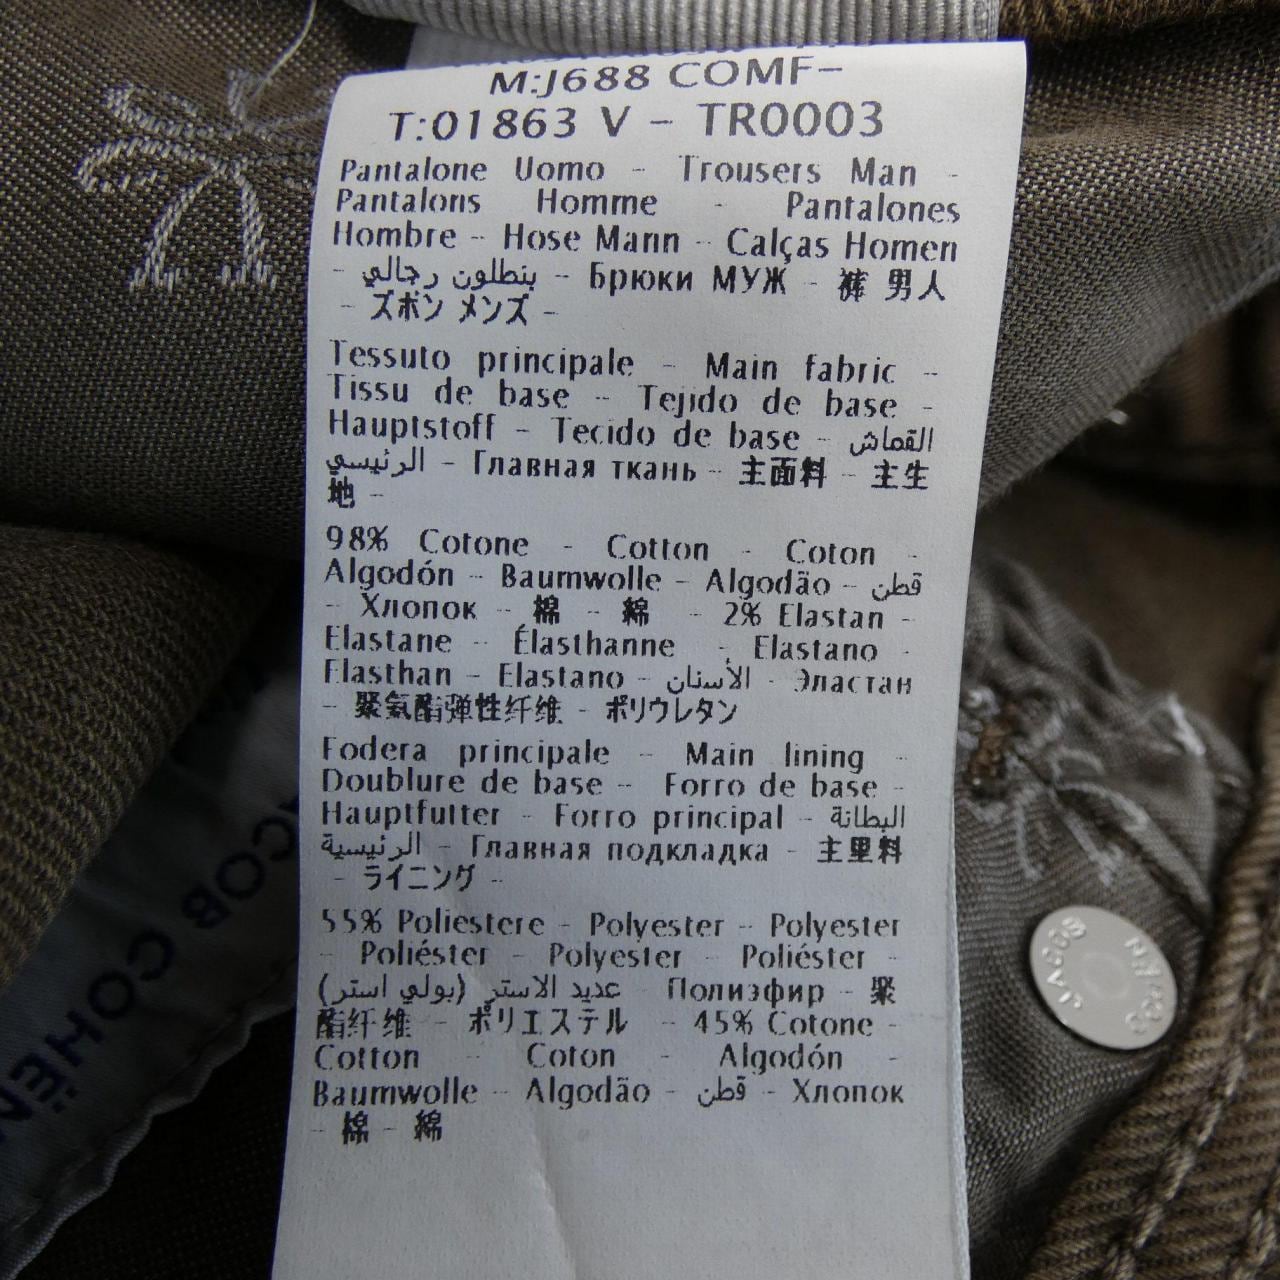 M:J688 COMF-
T:01863 V - TR0003
Pantalone Uomo - Trousers Man -
Pantalons Homme - Pantalones
Hombre - Hose Mann - Calças Homen
- بنطلون رجالي - Брюки МУЖ - 裤 男人
- ズボン メンズ -
Tessuto principale - Main fabric -
Tissu de base - Tejido de base -
Hauptstoff - Tecido de base - القماش
الرئيسي - Главная ткань - 主面料 - 主生
地 -
98% Cotone - Cotton - Coton -
Algodón - Baumwolle - Algodão - قطن
- Хлопок - 棉 - 綿 - 2% Elastan -
Elastane - Élasthanne - Elastano -
Elasthan - Elastano - الأسنان - Эластан
- 聚氨酯弹性纤维 - ポリウレタン
Fodera principale - Main lining -
Doublure de base - Forro de base -
Hauptfutter - Forro principal - البطانة
الرئيسية - Главная подкладка - 主里料
- ライニング -
55% Poliestere - Polyester - Polyester
- Poliéster - Polyester - Poliéster -
عديد الاستر (بولي استر) - Полиэфир - 聚
酯纤维 - ポリエステル - 45% Cotone -
Cotton - Coton - Algodón -
Baumwolle - Algodão - قطن - Хлопок
- 棉 - 綿
JACOB COHËN
JACOB COHËN